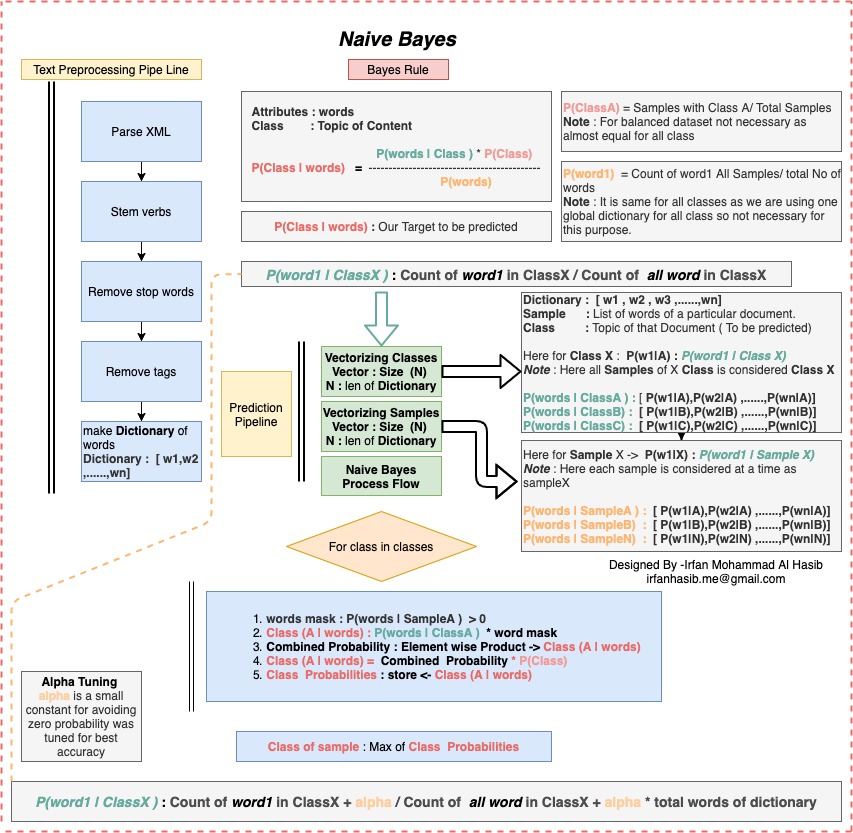 Naive Bayes
Text Preprocessing Pipe Line
Bayes Rule
Parse XML
Stem verbs
Remove stop words
Remove tags
make Dictionary of
words
Dictionary : [ w1,w2
,......,wn]
Attributes : words
Class : Topic of Content
P(words | Class ) * P(Class)
P(Class | words) = ------------------------------------------
P(words)
P(Class | words) : Our Target to be predicted
P(ClassA) = Samples with Class A/ Total Samples
Note : For balanced dataset not necessary as
almost equal for all class
P(word1) = Count of word1 All Samples/ total No of
words
Note : It is same for all classes as we are using one
global dictionary for all class so not necessary for
this purpose.
P(word1 | ClassX ) : Count of word1 in ClassX / Count of all word in ClassX
Prediction
Pipeline
Vectorizing Classes
Vector : Size (N)
N : len of Dictionary
Vectorizing Samples
Vector : Size (N)
N : len of Dictionary
Naive Bayes
Process Flow
Dictionary : [ w1 , w2 , w3 ,......,wn]
Sample : List of words of a particular document.
Class : Topic of that Document ( To be predicted)
Here for Class X : P(w1|A) : P(word1 | Class X)
Note : Here all Samples of X Class is considered Class X
P(words | ClassA ) : [ P(w1|A),P(w2|A) ,......,P(wn|A)]
P(words | ClassB ) : [ P(w1|B),P(w2|B) ,......,P(wn|B)]
P(words | ClassC ) : [ P(w1|C),P(w2|C) ,......,P(wn|C)]
Here for Sample X -> P(w1|X) : P(word1 | Sample X)
Note : Here each sample is considered at a time as
sampleX
P(words | SampleA ) : [ P(w1|A),P(w2|A) ,......,P(wn|A)]
P(words | SampleB) : [ P(w1|B),P(w2|B) ,......,P(wn|B)]
P(words | SampleN) : [ P(w1|N),P(w2|N) ,......,P(wn|N)]
Designed By -Irfan Mohammad Al Hasib
irfanhasib.me@gmail.com
For class in classes
1. words mask : P(words | SampleA ) > 0
2. Class (A | words) : P(words | ClassA ) * word mask
3. Combined Probability : Element wise Product -> Class (A | words)
4. Class (A | words) = Combined Probability * P(Class)
5. Class Probabilities : store <- Class (A | words)
Alpha Tuning
alpha is a small
constant for avoiding
zero probability was
tuned for best
accuracy
Class of sample : Max of Class Probabilities
P(word1 | ClassX ) : Count of word1 in ClassX + alpha / Count of all word in ClassX + alpha * total words of dictionary